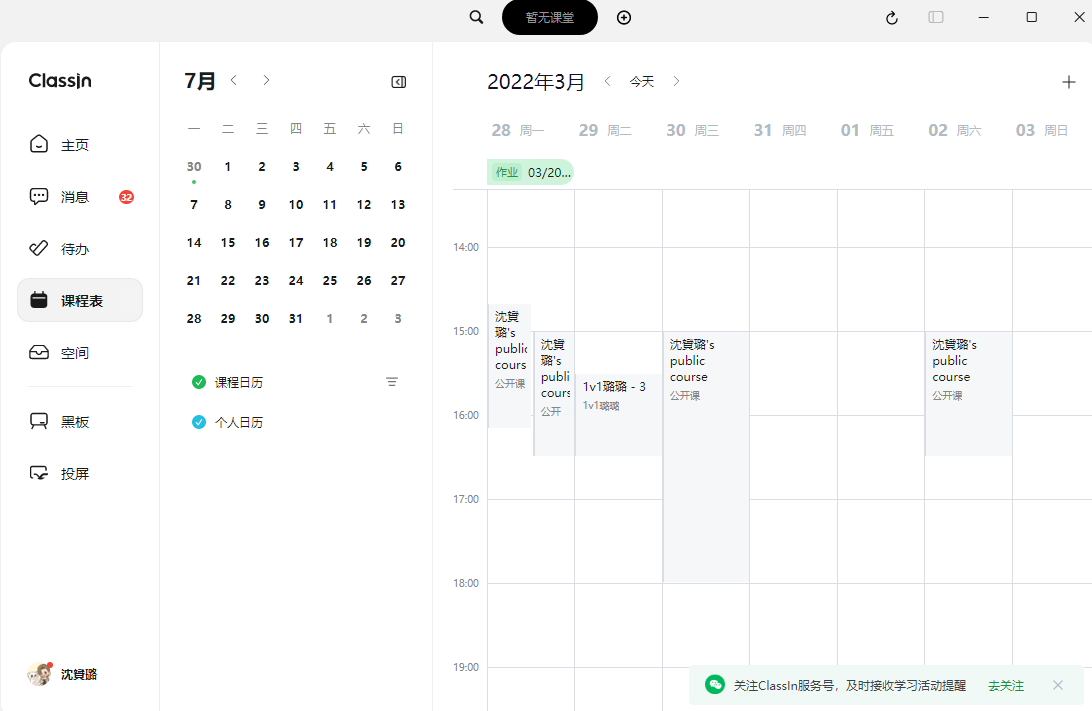 暂无课堂
ClassIn
主页
消息
32
待办
课程表
空间
黑板
投屏
沈貟璐
7月
一 二 三 四 五 六 日
30 1 2 3 4 5 6
7 8 9 10 11 12 13
14 15 16 17 18 19 20
21 22 23 24 25 26 27
28 29 30 31 1 2 3
课程日历
个人日历
2022年3月
今天
28 周一 29 周二 30 周三 31 周四 01 周五 02 周六 03 周日
作业 03/20...
14:00
15:00
16:00
17:00
18:00
19:00
沈貟
璐's
public
cours
公开课
沈貟
璐's
publi
cours
公开
1v1璐璐 - 3
1v1璐璐
沈貟璐's
public
course
公开课
沈貟璐's
public
course
公开课
关注ClassIn服务号，及时接收学习活动提醒 去关注